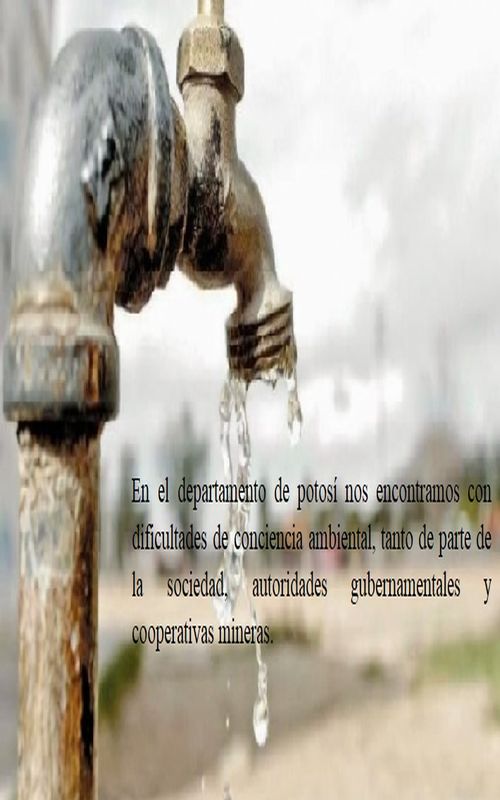 En el departamento de potosí nos encontramos con
dificultades de conciencia ambiental, tanto de parte de
la sociedad, autoridades gubernamentales y
cooperativas mineras.